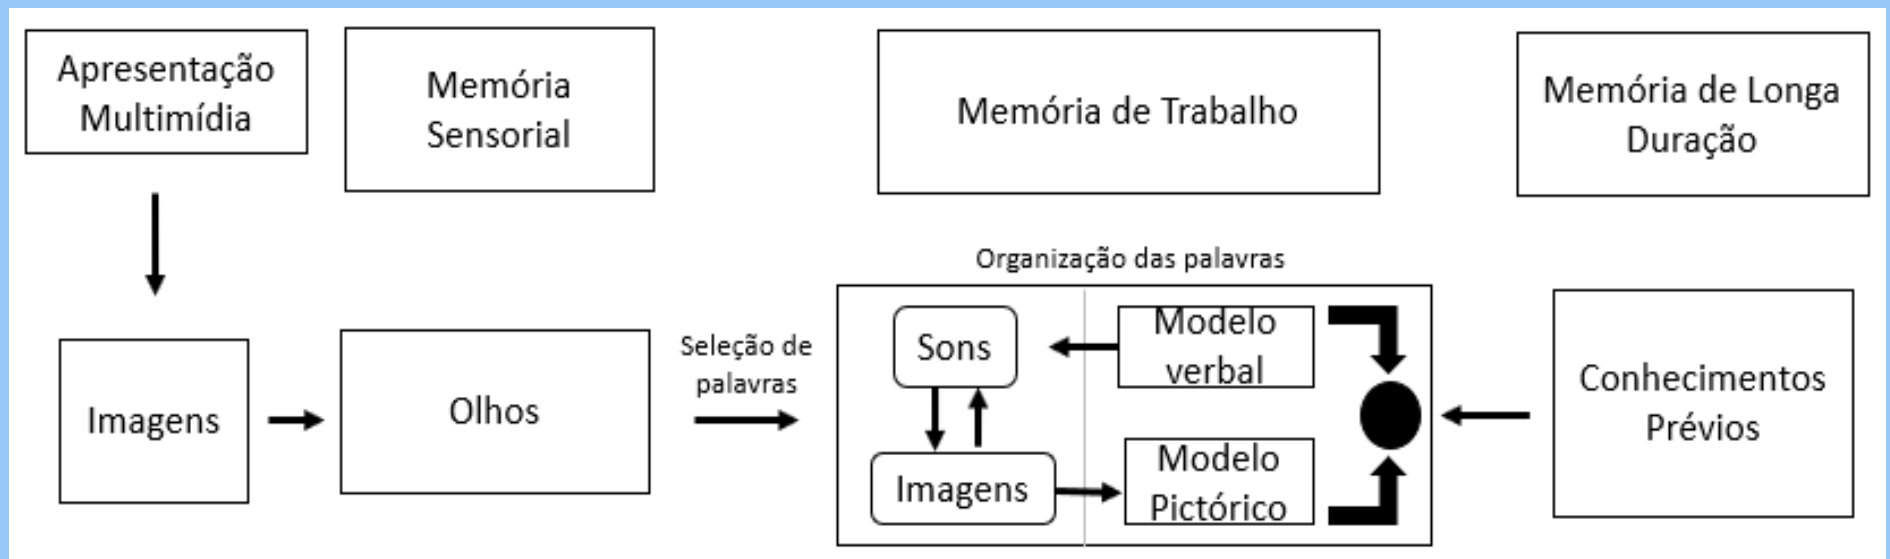 Apresentação
Multimídia
Memória
Sensorial
Memória de Trabalho
Memória de Longa
Duração
Imagens
Olhos
Seleção de
palavras
Organização das palavras
Sons
Imagens
Modelo
verbal
Modelo
Pictórico
Conhecimentos
Prévios